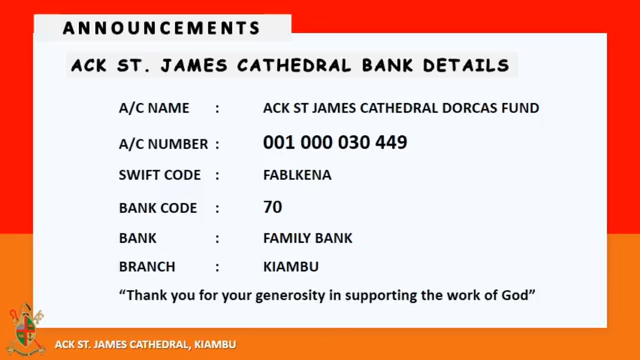 ANNOUNCEMENTS
ACK ST. JAMES CATHEDRAL BANK DETAILS
A/C NAME : ACK ST JAMES CATHEDRAL DORCAS FUND
A/C NUMBER : 001 000 030 449
SWIFT CODE : FABLKENA
BANK CODE : 70
BANK : FAMILY BANK
BRANCH : KIAMBU
“Thank you for your generosity in supporting the work of God”
ACK ST. JAMES CATHEDRAL, KIAMBU